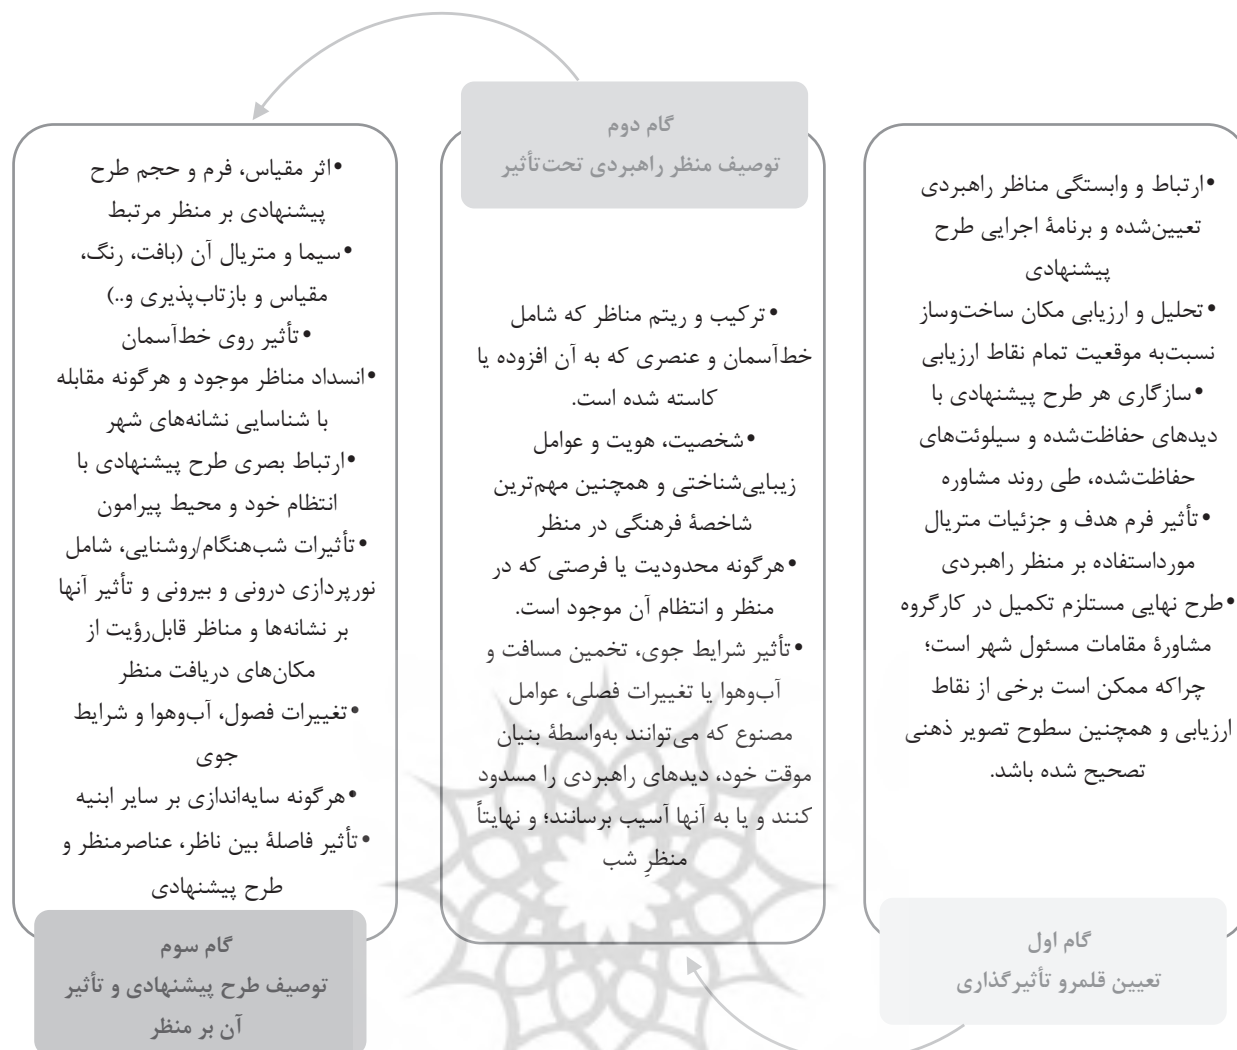 •ارتباط و وابستگی مناظر راهبردی
تعیین‌شده و برنامهٔ اجرایی طرح
پیشنهادی
•تحلیل و ارزیابی مکان ساخت‌وساز
نسبت‌به موقعیت تمام نقاط ارزیابی
•سازگاری هر طرح پیشنهادی با
دیدهای حفاظت‌شده و سیلوئت‌های
حفاظت‌شده، طی روند مشاوره
•تأثیر فرم هدف و جزئیات متریال
مورداستفاده بر منظر راهبردی
•طرح نهایی مستلزم تکمیل در کارگروه
مشاورهٔ مقامات مسئول شهر است؛
چراکه ممکن است برخی از نقاط
ارزیابی و همچنین سطوح تصویر ذهنی
تصحیح شده باشد.
گام اول
تعیین قلمرو تأثیرگذاری
گام دوم
توصیف منظر راهبردی تحت‌تأثیر
•ترکیب و ریتم مناظر که شامل
خط‌آسمان و عنصری که به آن افزوده یا
کاسته شده است.
•شخصیت، هویت و عوامل
زیبایی‌شناختی و همچنین مهم‌ترین
شاخصهٔ فرهنگی در منظر
•هرگونه محدودیت یا فرصتی که در
منظر و انتظام آن موجود است.
•تأثیر شرایط جوی، تخمین مسافت و
آب‌وهوا یا تغییرات فصلی، عوامل
مصنوع که می‌توانند به‌واسطهٔ بنیان
موقت خود، دیدهای راهبردی را مسدود
کنند و یا به آنها آسیب برسانند؛ و نهایتاً
منظرِ شب
•اثر مقیاس، فرم و حجم طرح
پیشنهادی بر منظر مرتبط
•سیما و متریال آن (بافت، رنگ،
مقیاس و بازتاب‌پذیری و..)
•تأثیر روی خط‌آسمان
•انسداد مناظر موجود و هرگونه مقابله
با شناسایی نشانه‌های شهر
•ارتباط بصری طرح پیشنهادی با
انتظام خود و محیط پیرامون
•تأثیرات شب‌هنگام/روشنایی، شامل
نورپردازی درونی و بیرونی و تأثیر آنها
بر نشانه‌ها و مناظر قابل‌رؤیت از
مکان‌های دریافت منظر
•تغییرات فصول، آب‌وهوا و شرایط
جوی
•هرگونه سایه‌اندازی بر سایر ابنیه
•تأثیر فاصلهٔ بین ناظر، عناصرمنظر و
طرح پیشنهادی
گام سوم
توصیف طرح پیشنهادی و تأثیر
آن بر منظر